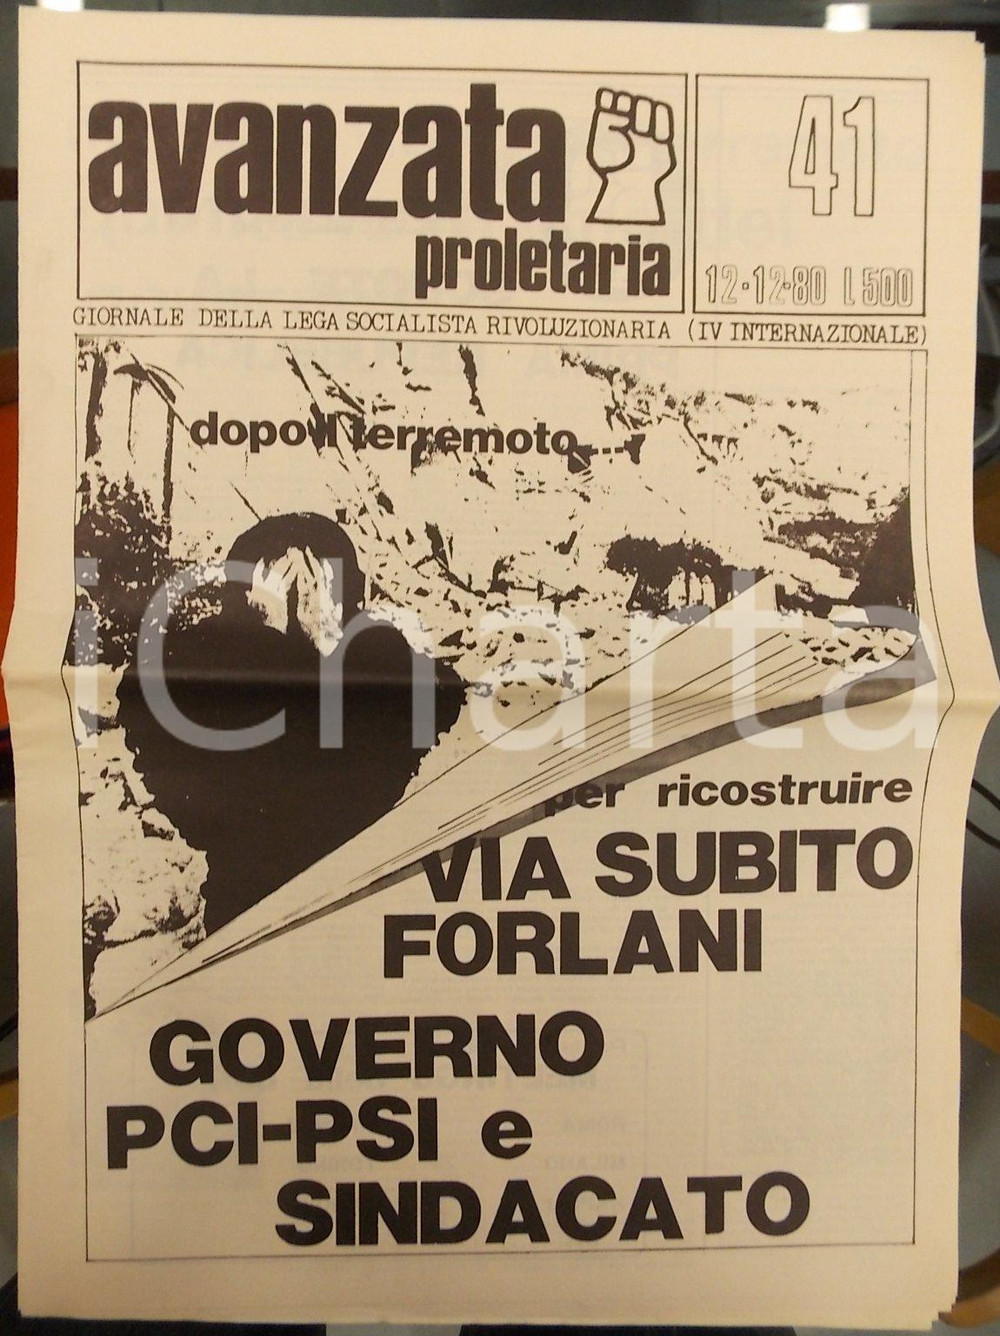 avanzata
proletaria
41
12-12-80 L 500
GIORNALE DELLA LEGA SOCIALISTA RIVOLUZIONARIA (IV INTERNAZIONALE)
dopo il terremoto....
iCharta
per ricostruire
VIA SUBITO
FORLANI
GOVERNO
PCI-PSI e
SINDACATO